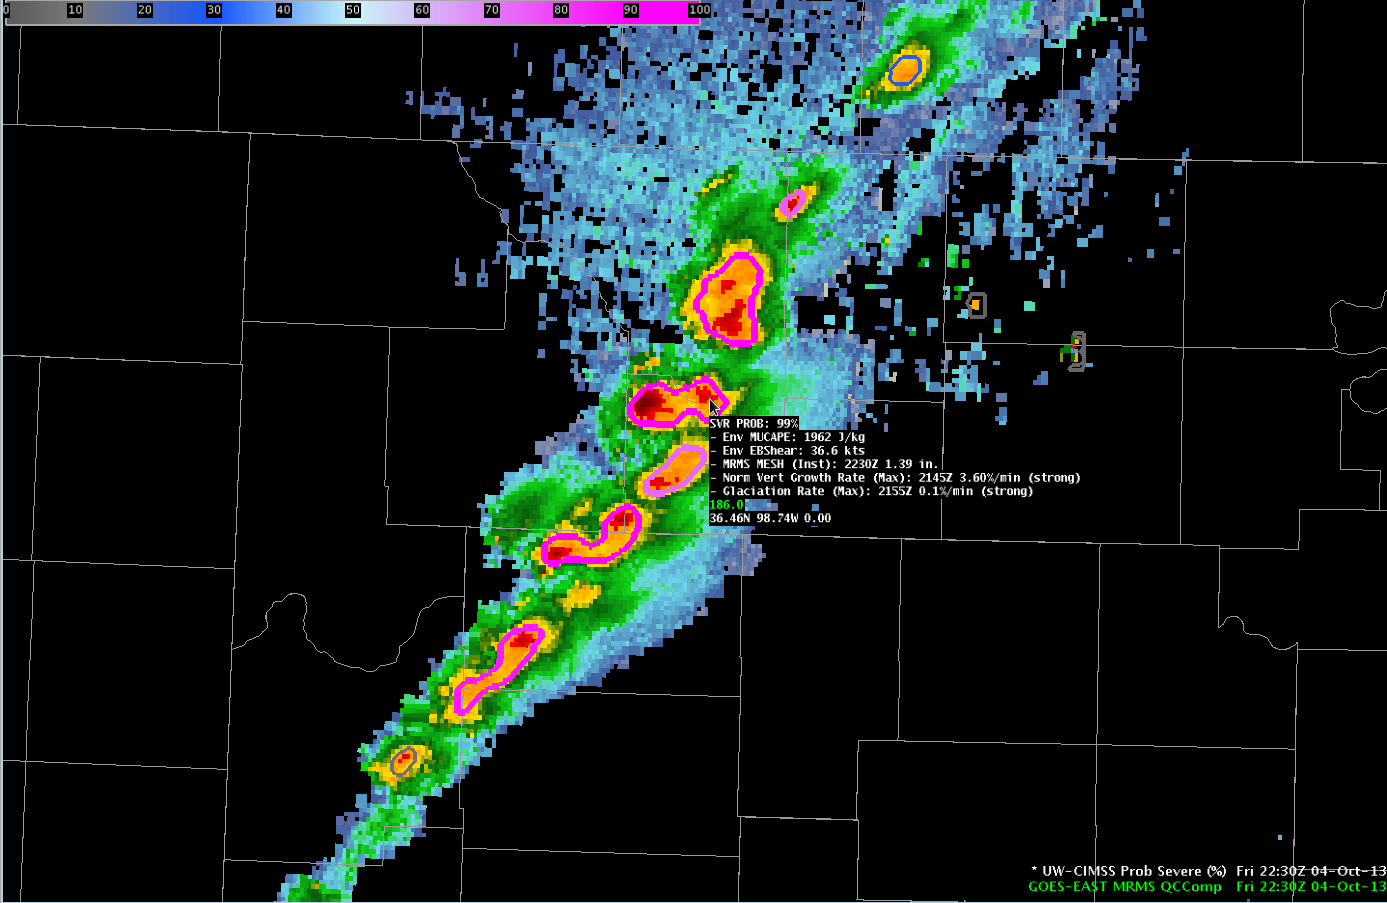 0 10 20 30 40 50 60 70 80 90 100
SVR PROB: 99%
- Env MUCAPE: 1962 J/kg
- Env EBShear: 36.6 kts
- MRMS MESH (Inst): 2230Z 1.39 in.
- Norm Vert Growth Rate (Max): 2145Z 3.60%/min (strong)
- Glaciation Rate (Max): 2155Z 0.1%/min (strong)
186.0
36.46N 98.74W 0.00
* UW-CIMSS Prob Severe (%) Fri 22:30Z 04-Oct-13
GOES-EAST MRMS QCComp Fri 22:30Z 04-Oct-13